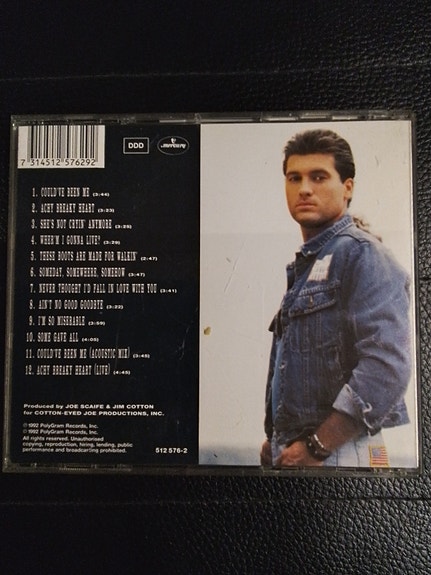 7 314512 576292
DDD
mercury
1. COULD'VE BEEN ME (3:44)
2. ACHY BREAKY HEART (3:23)
3. SHE'S NOT CRYIN' ANYMORE (3:25)
4. WHER'M I GONNA LIVE? (3:29)
5. THESE BOOTS ARE MADE FOR WALKIN' (2:47)
6. SOMEDAY, SOMEWHERE, SOMEHOW (3:47)
7. NEVER THOUGHT I'D FALL IN LOVE WITH YOU (3:41)
8. AIN'T NO GOOD GOODBYE (3:22)
9. I'M SO MISERABLE (3:59)
10. SOME GAVE ALL (4:05)
11. COULD'VE BEEN ME (ACOUSTIC MIX) (3:45)
12. ACHY BREAKY HEART (LIVE) (4:45)
Produced by JOE SCAIFE & JIM COTTON
for COTTON-EYED JOE PRODUCTIONS, INC.
℗ 1992 PolyGram Records, Inc.
© 1992 PolyGram Records, Inc.
All rights reserved. Unauthorised
copying, reproduction, hiring, lending, public
performance and broadcasting prohibited.
512 576-2